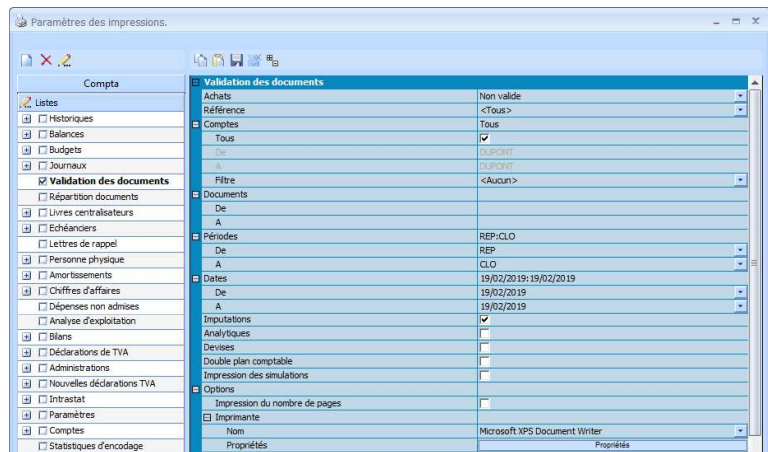 Paramètres des impressions.
Compta
Listes
Historiques
Balances
Budgets
Journaux
Validation des documents
Répartition documents
Livres centralisateurs
Echéanciers
Lettres de rappel
Personne physique
Amortissements
Chiffres d'affaires
Dépenses non admises
Analyse d'exploitation
Bilans
Déclarations de TVA
Administrations
Nouvelles déclarations TVA
Intrastat
Paramètres
Comptes
Statistiques d'encodage
Validation des documents
Achats Non valide
Référence <Tous>
Comptes Tous
Tous
De DUPONT
A DUPONT
Filtre <Aucun>
Documents
De
A
Périodes REP:CLO
De REP
A CLO
Dates 19/02/2019:19/02/2019
De 19/02/2019
A 19/02/2019
Imputations
Analytiques
Devises
Double plan comptable
Impression des simulations
Options
Impression du nombre de pages
Imprimante
Nom Microsoft XPS Document Writer
Propriétés Propriétés